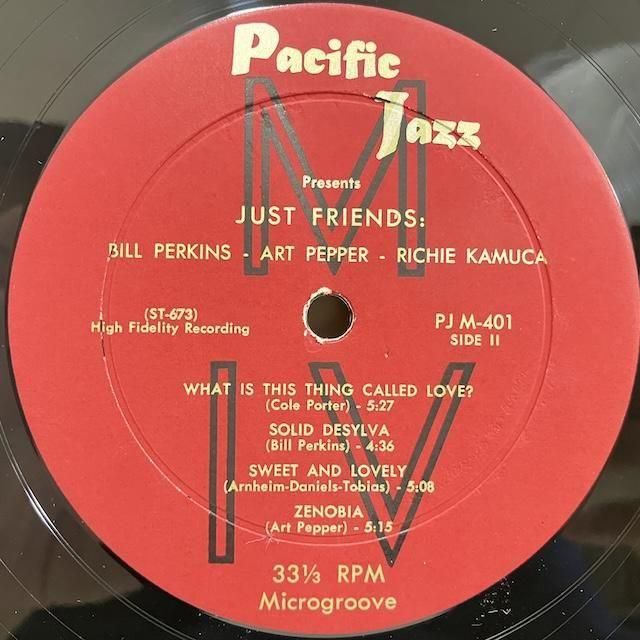 Pacific
Jazz
Presents
JUST FRIENDS:
BILL PERKINS - ART PEPPER - RICHIE KAMUCA
(ST-673)
High Fidelity Recording
PJ M-401
SIDE II
WHAT IS THIS THING CALLED LOVE?
(Cole Porter) - 5:27
SOLID DESYLVA
(Bill Perkins) - 4:36
SWEET AND LOVELY
(Arnheim-Daniels-Tobias) - 5:08
ZENOBIA
(Art Pepper) - 5:15
M
IV
33⅓ RPM
Microgroove